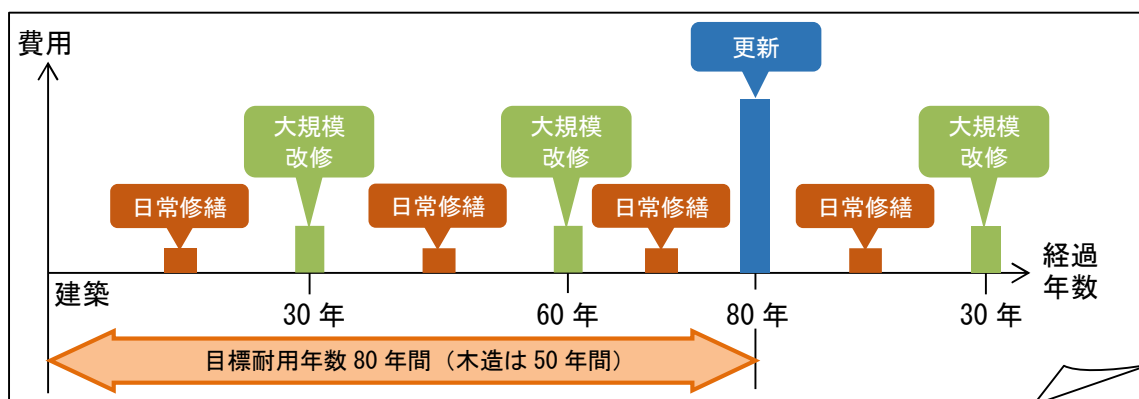 費用
更新
大規模
改修
大規模
改修
大規模
改修
日常修繕
日常修繕
日常修繕
日常修繕
経過
年数
建築
30 年
60 年
80 年
30 年
目標耐用年数 80 年間（木造は 50 年間）